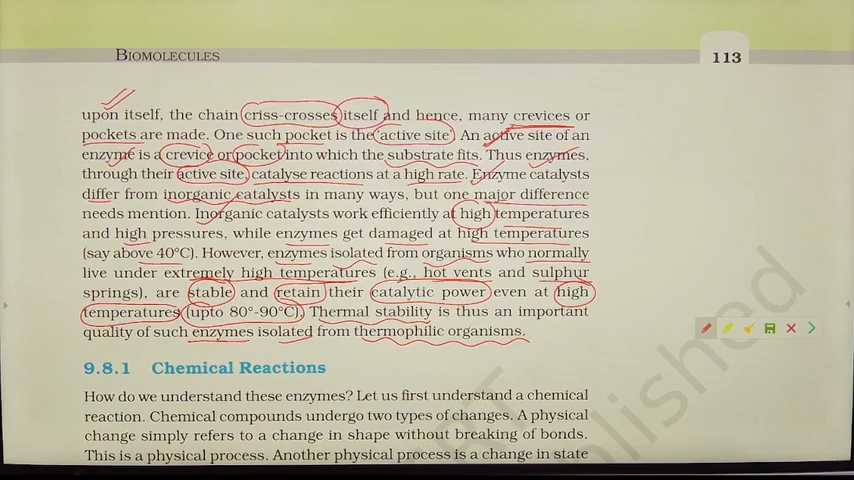 BIOMOLECULES
113
upon itself, the chain criss-crosses itself and hence, many crevices or
pockets are made. One such pocket is the 'active site'. An active site of an
enzyme is a crevice or pocket into which the substrate fits. Thus enzymes,
through their active site, catalyse reactions at a high rate. Enzyme catalysts
differ from inorganic catalysts in many ways, but one major difference
needs mention. Inorganic catalysts work efficiently at high temperatures
and high pressures, while enzymes get damaged at high temperatures
(say above 40°C). However, enzymes isolated from organisms who normally
live under extremely high temperatures (e.g., hot vents and sulphur
springs), are stable and retain their catalytic power even at high
temperatures (upto 80°-90°C). Thermal stability is thus an important
quality of such enzymes isolated from thermophilic organisms.
9.8.1 Chemical Reactions
How do we understand these enzymes? Let us first understand a chemical
reaction. Chemical compounds undergo two types of changes. A physical
change simply refers to a change in shape without breaking of bonds.
This is a physical process. Another physical process is a change in state